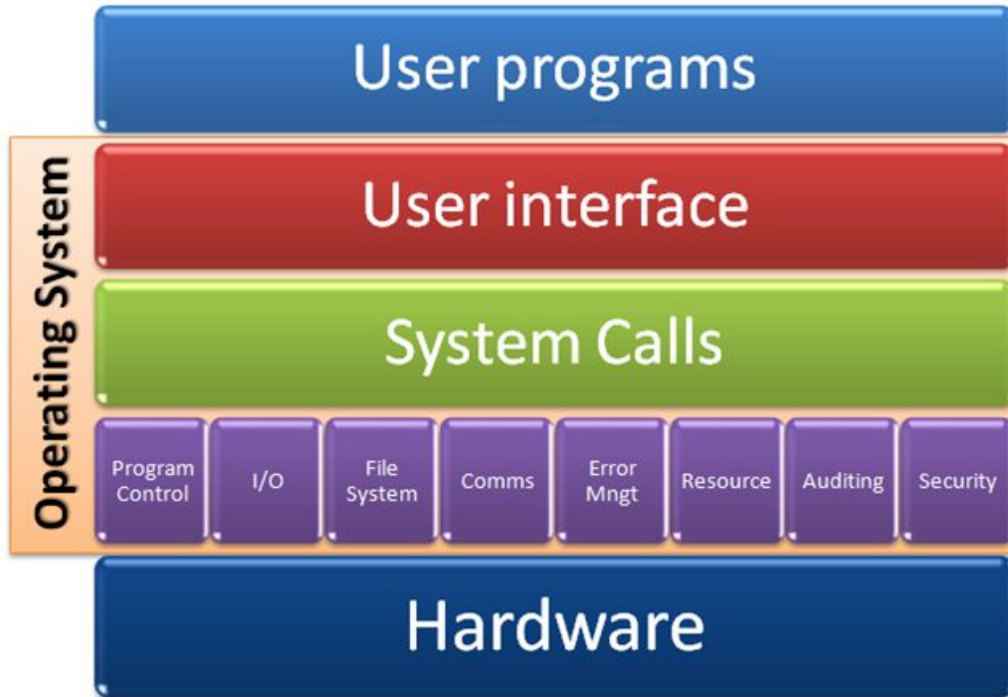 User programs
Operating System
User interface
System Calls
Program
Control
I/O
File
System
Comms
Error
Mngt
Resource
Auditing
Security
Hardware